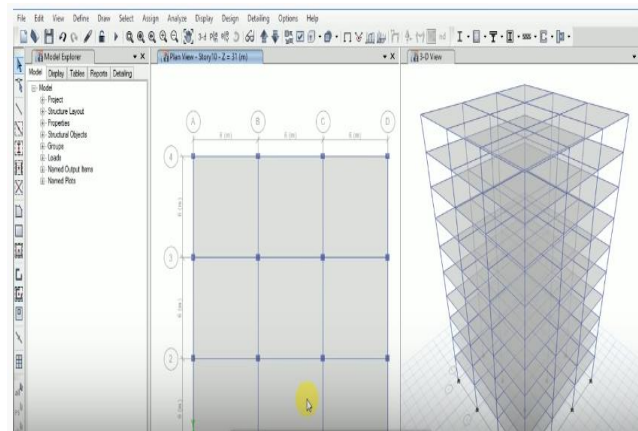 File Edit View Define Draw Select Assign Analyze Display Design Detailing Options Help
Model Explorer
Model Display Tables Reports Detailing
Model
Project
Structure Layout
Properties
Structural Objects
Groups
Loads
Named Output Items
Named Plots
Plan View - Story10 - Z = 31 (m)
A B C D
6 (m) 6 (m) 6 (m)
4
3
2
3-D View